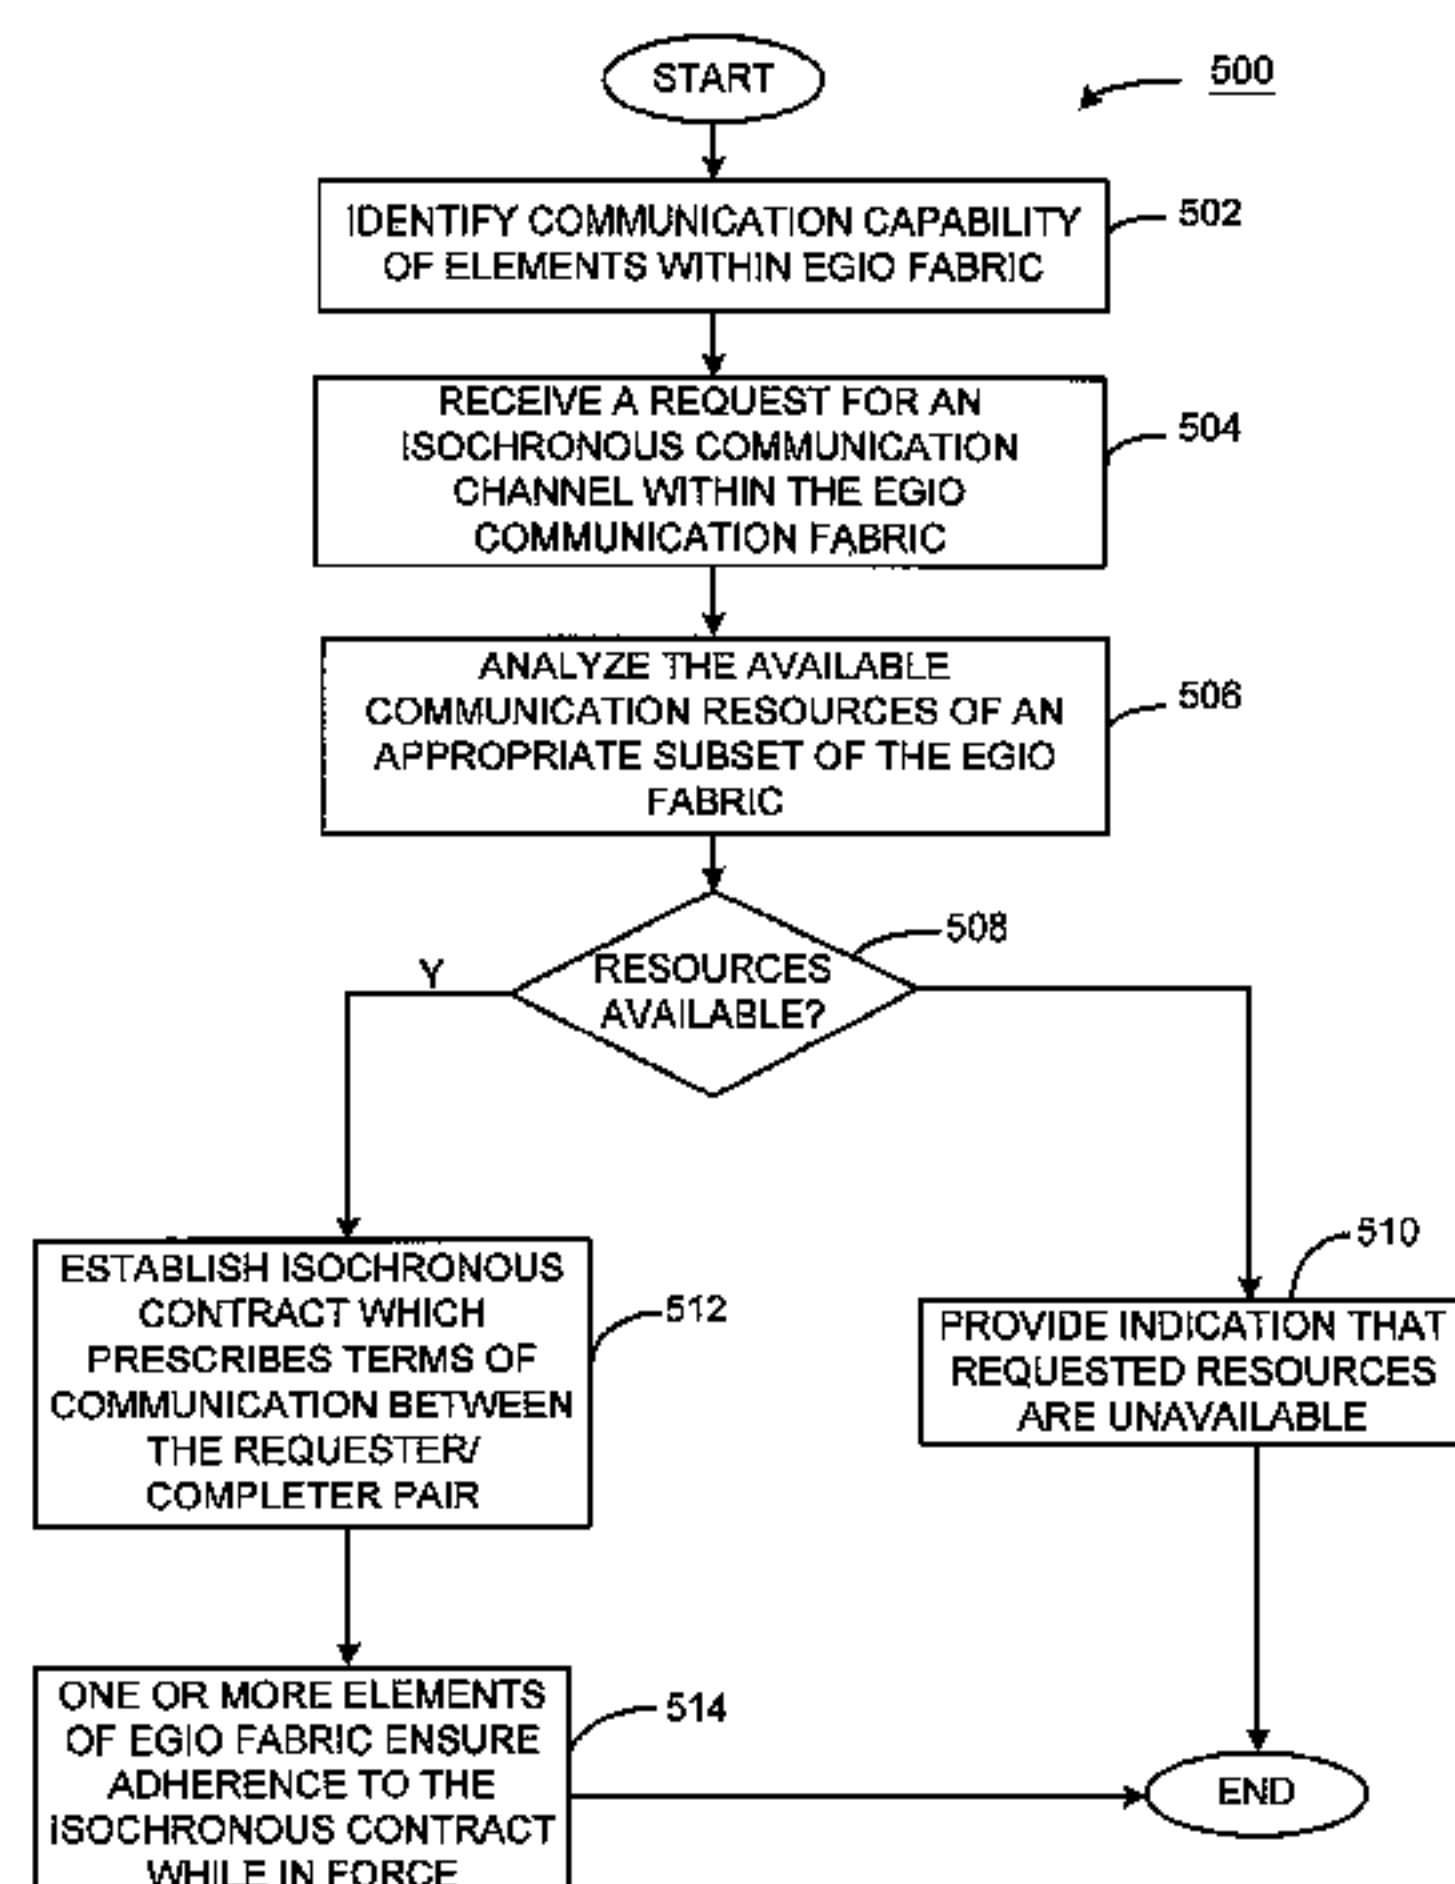 START
500
IDENTIFY COMMUNICATION CAPABILITY
OF ELEMENTS WITHIN EGIO FABRIC
502
RECEIVE A REQUEST FOR AN
ISOCHRONOUS COMMUNICATION
CHANNEL WITHIN THE EGIO
COMMUNICATION FABRIC
504
ANALYZE THE AVAILABLE
COMMUNICATION RESOURCES OF AN
APPROPRIATE SUBSET OF THE EGIO
FABRIC
506
RESOURCES
AVAILABLE?
508
Y
ESTABLISH ISOCHRONOUS
CONTRACT WHICH
PRESCRIBES TERMS OF
COMMUNICATION BETWEEN
THE REQUESTER/
COMPLETER PAIR
512
PROVIDE INDICATION THAT
REQUESTED RESOURCES
ARE UNAVAILABLE
510
ONE OR MORE ELEMENTS
OF EGIO FABRIC ENSURE
ADHERENCE TO THE
ISOCHRONOUS CONTRACT
WHILE IN FORCE
514
END